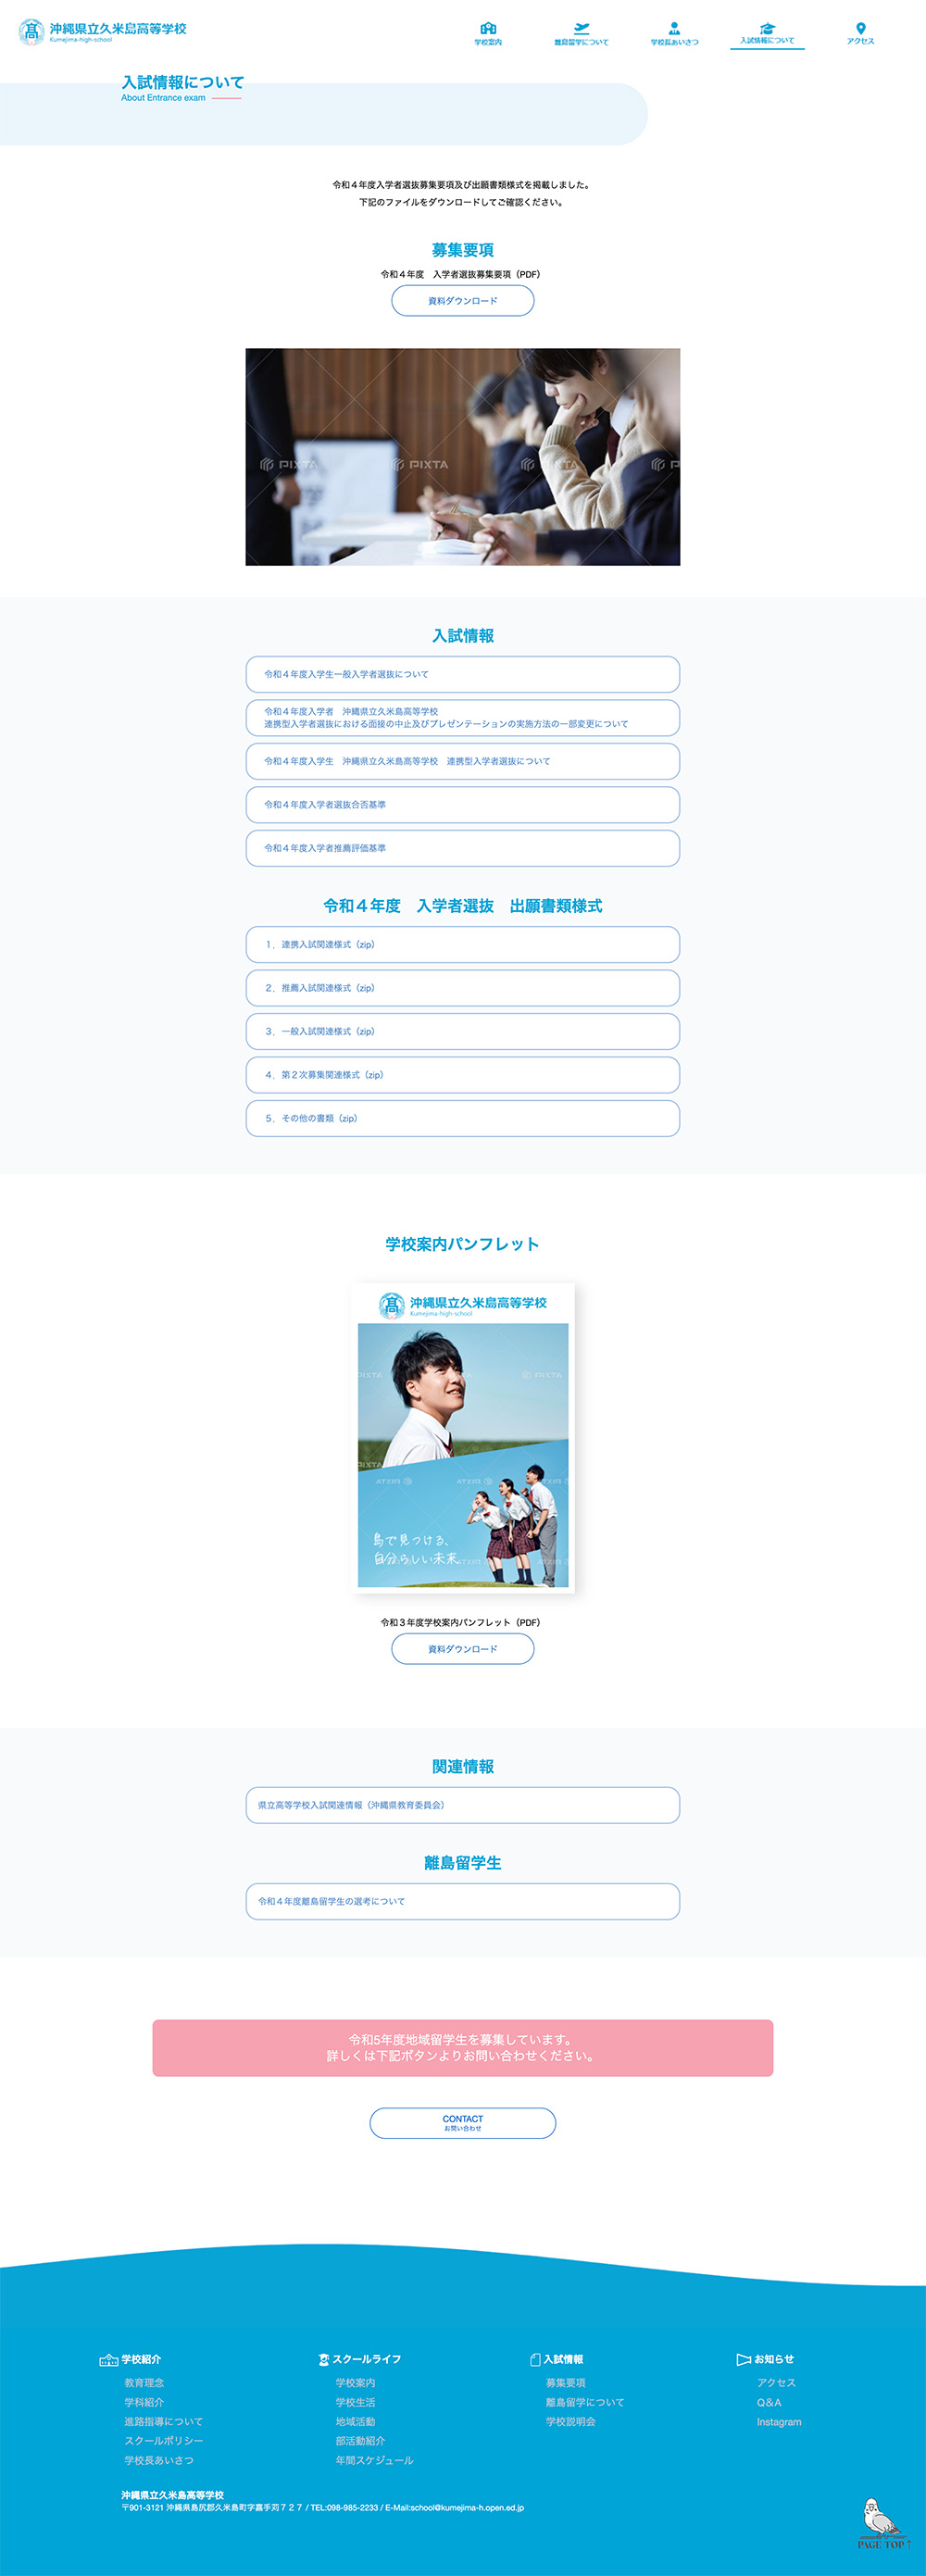 沖縄県立久米島高等学校
Kumejima-high-school
学校案内
離島留学について
学校長あいさつ
入試情報について
アクセス
入試情報について
About Entrance exam
令和４年度入学者選抜募集要項及び出願書類様式を掲載しました。
下記のファイルをダウンロードしてご確認ください。
募集要項
令和４年度　入学者選抜募集要項（PDF）
資料ダウンロード
PIXTA PIXTA PIXTA PIXTA
入試情報
令和４年度入学生一般入学者選抜について
令和４年度入学者　沖縄県立久米島高等学校
連携型入学者選抜における面接の中止及びプレゼンテーションの実施方法の一部変更について
令和４年度入学生　沖縄県立久米島高等学校　連携型入学者選抜について
令和４年度入学者選抜合否基準
令和４年度入学者推薦評価基準
令和４年度　入学者選抜　出願書類様式
１．連携入試関連様式（zip）
２．推薦入試関連様式（zip）
３．一般入試関連様式（zip）
４．第２次募集関連様式（zip）
５．その他の書類（zip）
学校案内パンフレット
髙 沖縄県立久米島高等学校
Kumejima-high-school
PIXTA PIXTA PIXTA
PIXTA
島で見つける、
自分らしい未来。
令和３年度学校案内パンフレット（PDF）
資料ダウンロード
関連情報
県立高等学校入試関連情報（沖縄県教育委員会）
離島留学生
令和４年度離島留学生の選考について
令和5年度地域留学生を募集しています。
詳しくは下記ボタンよりお問い合わせください。
CONTACT
お問い合わせ
学校紹介
教育理念
学科紹介
進路指導について
スクールポリシー
学校長あいさつ
スクールライフ
学校案内
学校生活
地域活動
部活動紹介
年間スケジュール
入試情報
募集要項
離島留学について
学校説明会
お知らせ
アクセス
Q＆A
Instagram
沖縄県立久米島高等学校
〒901-3121 沖縄県島尻郡久米島町字嘉手苅７２７ / TEL:098-985-2233 / E-Mail:school@kumejima-h.open.ed.jp
PAGE TOP↑